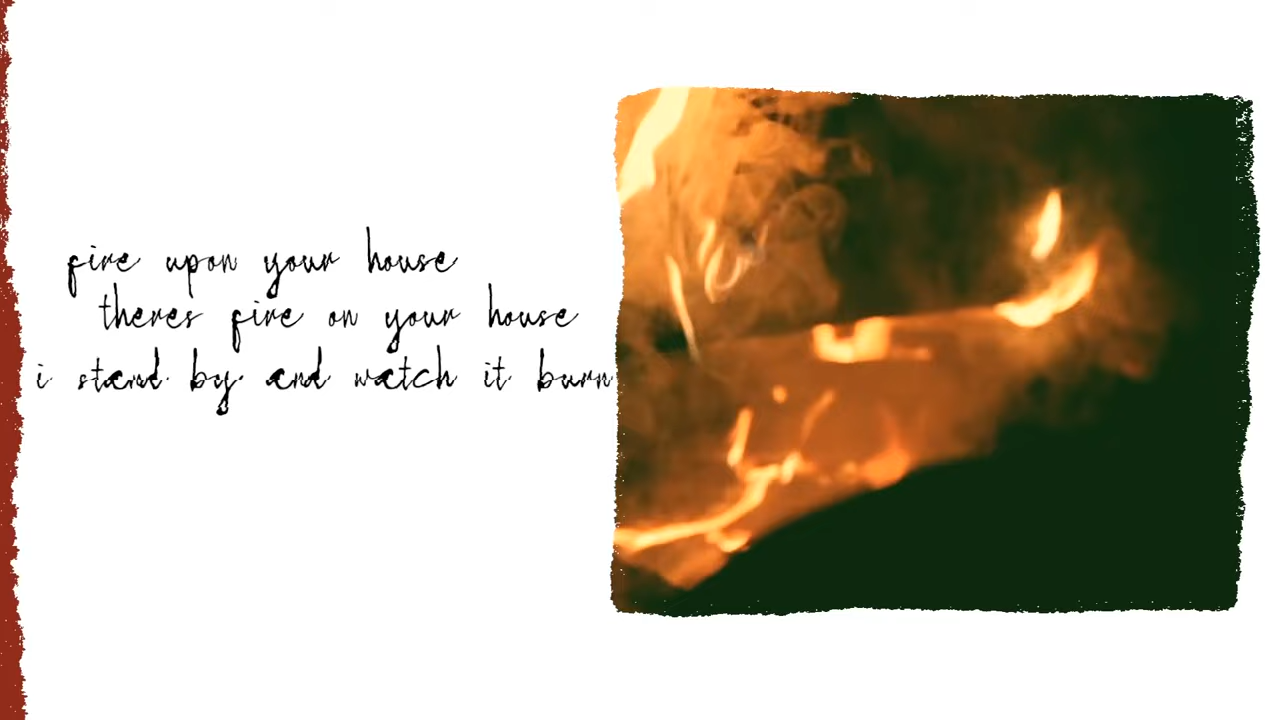 fire upon your house
theres fire on your house
i stand by and watch it burn